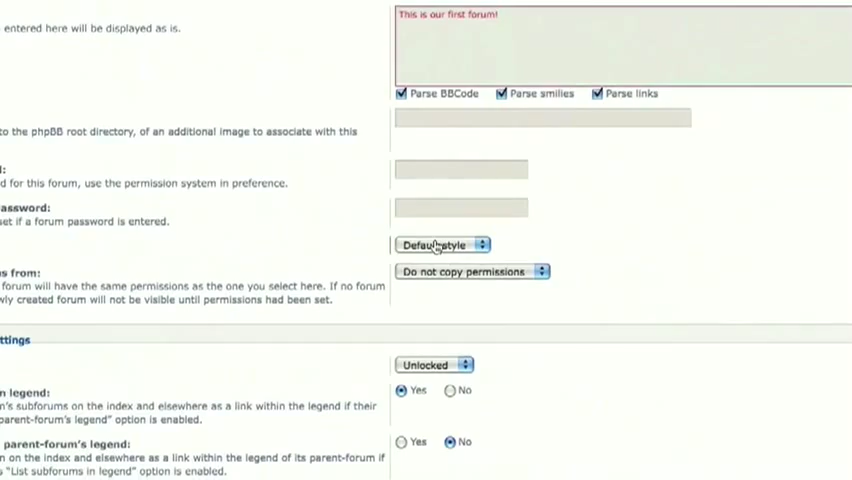 This is our first forum!
entered here will be displayed as is.
Parse BBCode Parse smilies Parse links
to the phpBB root directory, of an additional image to associate with this
d for this forum, use the permission system in preference.
assword:
set if a forum password is entered.
Default style
Do not copy permissions
s from:
forum will have the same permissions as the one you select here. If no forum
wly created forum will not be visible until permissions had been set.
ttings
Unlocked
Yes No
n legend:
m's subforums on the index and elsewhere as a link within the legend if their
parent-forum's legend" option is enabled.
Yes No
parent-forum's legend:
n on the index and elsewhere as a link within the legend of its parent-forum if
s "List subforums in legend" option is enabled.